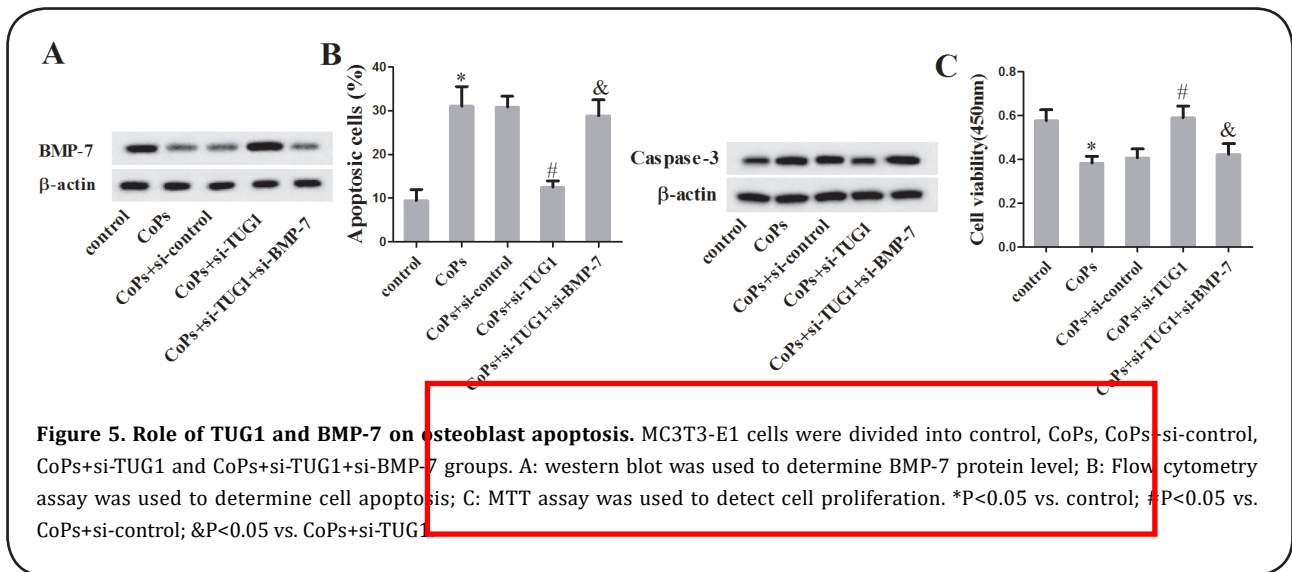 A
BMP-7
β-actin
control
CoPs
CoPs+si-control
CoPs+si-TUG1
CoPs+si-TUG1+si-BMP-7
B
Apoptosic cells (%)
40
30
20
10
0
*
#
&
control
CoPs
CoPs+si-control
CoPs+si-TUG1
CoPs+si-TUG1+si-BMP-7
Caspase-3
β-actin
control
CoPs
CoPs+si-control
CoPs+si-TUG1
CoPs+si-TUG1+si-BMP-7
C
Cell viability(450nm)
0.8
0.6
0.4
0.2
0.0
*
#
&
control
CoPs
CoPs+si-control
CoPs+si-TUG1
CoPs+si-TUG1+si-BMP-7
Figure 5. Role of TUG1 and BMP-7 on osteoblast apoptosis. MC3T3-E1 cells were divided into control, CoPs, CoPs+si-control,
CoPs+si-TUG1 and CoPs+si-TUG1+si-BMP-7 groups. A: western blot was used to determine BMP-7 protein level; B: Flow cytometry
assay was used to determine cell apoptosis; C: MTT assay was used to detect cell proliferation. *P<0.05 vs. control; #P<0.05 vs.
CoPs+si-control; &P<0.05 vs. CoPs+si-TUG1.